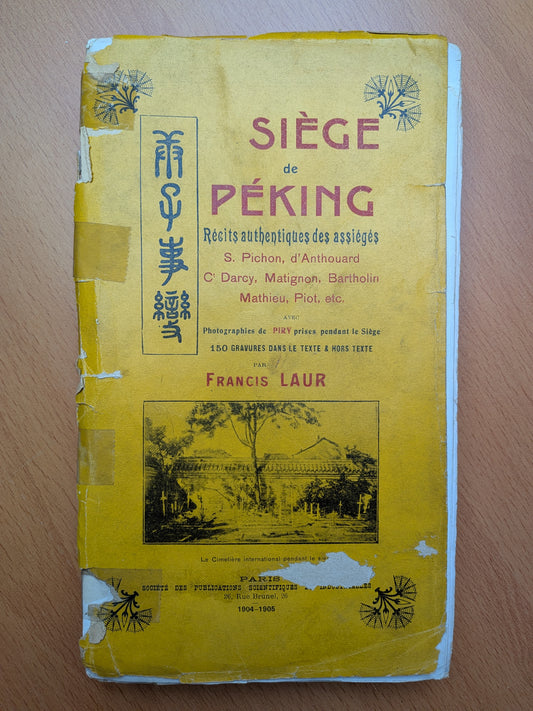 庚子事變
SIÈGE
de
PÉKING
Récits authentiques des assiégés
S. Pichon, d'Anthouard
Ct Darcy, Matignon, Bartholin
Mathieu, Piot, etc.
AVEC
Photographies de PIRY prises pendant le Siège
150 GRAVURES DANS LE TEXTE & HORS TEXTE
PAR
FRANCIS LAUR
Le Cimetière international pendant le
PARIS
SOCIÉTÉ DES PUBLICATIONS SCIENTIFIQUES
26, Rue Brunel, 26
1904-1905